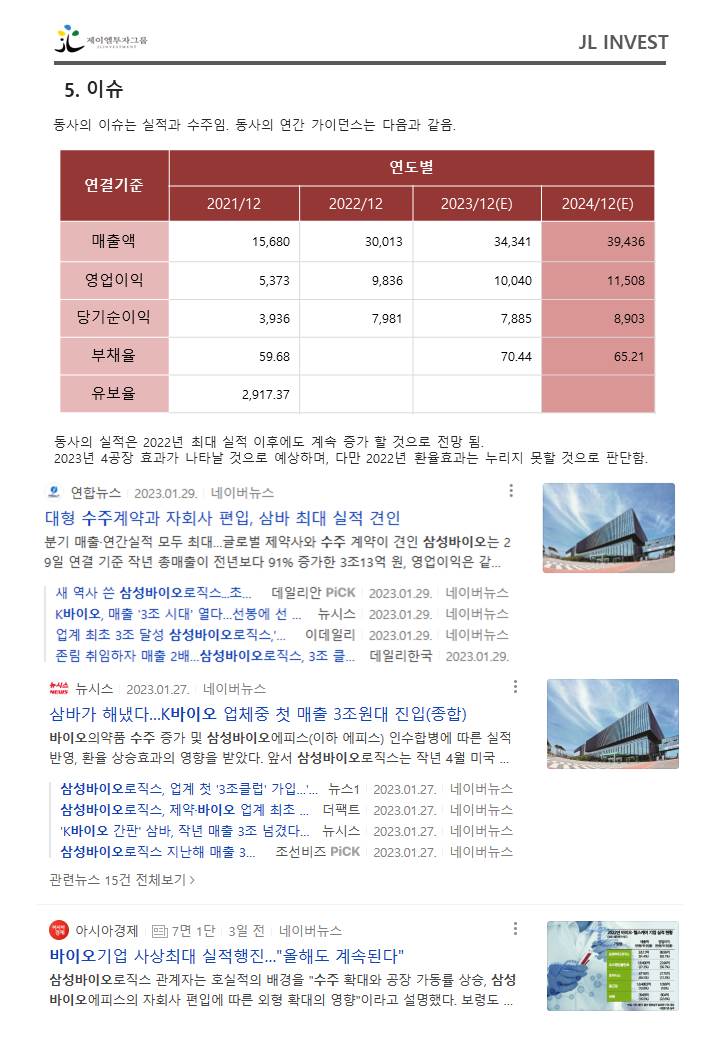 제이엘투자그룹
JLINVESTMENT
JL INVEST
5. 이슈
동사의 이슈는 실적과 수주임. 동사의 연간 가이던스는 다음과 같음.
연결기준 연도별
2021/12 2022/12 2023/12(E) 2024/12(E)
매출액 15,680 30,013 34,341 39,436
영업이익 5,373 9,836 10,040 11,508
당기순이익 3,936 7,981 7,885 8,903
부채율 59.68 70.44 65.21
유보율 2,917.37
동사의 실적은 2022년 최대 실적 이후에도 계속 증가 할 것으로 전망 됨.
2023년 4공장 효과가 나타날 것으로 예상하며, 다만 2022년 환율효과는 누리지 못할 것으로 판단함.
연합뉴스 2023.01.29. 네이버뉴스
대형 수주계약과 자회사 편입, 삼바 최대 실적 견인
분기 매출·연간실적 모두 최대...글로벌 제약사와 수주 계약이 견인 삼성바이오는 2
9일 연결 기준 작년 총매출이 전년보다 91% 증가한 3조13억 원, 영업이익은 같...
새 역사 쓴 삼성바이오로직스...초... 데일리안 PiCK 2023.01.29. 네이버뉴스
K바이오, 매출 '3조 시대' 열다...선봉에 선 ... 뉴시스 2023.01.29. 네이버뉴스
업계 최초 3조 달성 삼성바이오로직스,'... 이데일리 2023.01.29. 네이버뉴스
존림 취임하자 매출 2배...삼성바이오로직스, 3조 클... 데일리한국 2023.01.29.
뉴시스 NEWS 뉴시스 2023.01.27. 네이버뉴스
삼바가 해냈다...K바이오 업체중 첫 매출 3조원대 진입(종합)
바이오의약품 수주 증가 및 삼성바이오에피스(이하 에피스) 인수합병에 따른 실적
반영, 환율 상승효과의 영향을 받았다. 앞서 삼성바이오로직스는 작년 4월 미국 ...
삼성바이오로직스, 업계 첫 '3조클럽' 가입...'... 뉴스1 2023.01.27. 네이버뉴스
삼성바이오로직스, 제약·바이오 업계 최초 ... 더팩트 2023.01.27. 네이버뉴스
'K바이오 간판' 삼바, 작년 매출 3조 넘겼다... 뉴시스 2023.01.27. 네이버뉴스
삼성바이오로직스 지난해 매출 3... 조선비즈 PiCK 2023.01.27. 네이버뉴스
관련뉴스 15건 전체보기 >
아시아경제 아시아경제 7면 1단 3일 전 네이버뉴스
바이오기업 사상최대 실적행진..."올해도 계속된다"
삼성바이오로직스 관계자는 호실적의 배경을 "수주 확대와 공장 가동률 상승, 삼성
바이오에피스의 자회사 편입에 따른 외형 확대의 영향"이라고 설명했다. 보령도 ...